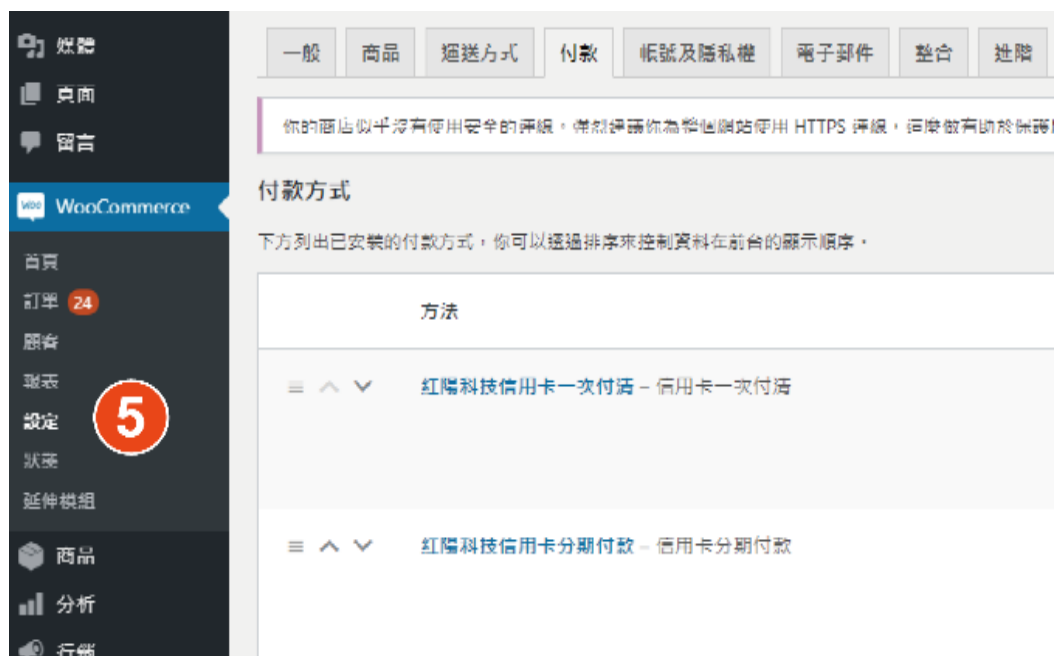 媒體
頁面
留言
WooCommerce
首頁
訂單 24
顧客
報表
設定
5
狀態
延伸模組
商品
分析
行銷
一般 商品 運送方式 付款 帳號及隱私權 電子郵件 整合 進階
你的商店似乎沒有使用安全的連線。強烈建議你為整個網站使用 HTTPS 連線，這麼做有助於保護
付款方式
下方列出已安裝的付款方式，你可以透過排序來控制資料在前台的顯示順序。
方法
紅陽科技信用卡一次付清 – 信用卡一次付清
紅陽科技信用卡分期付款 – 信用卡分期付款